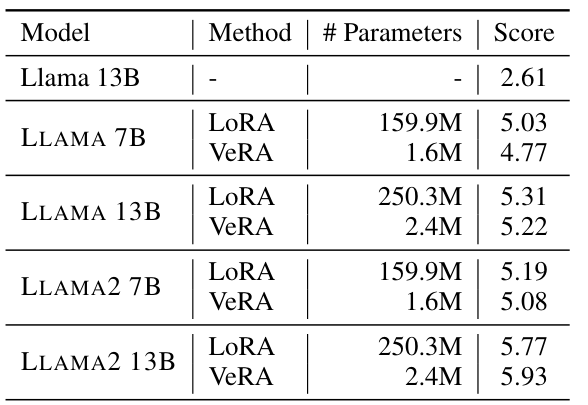 Model Method # Parameters Score
Llama 13B - - 2.61
LLAMA 7B LoRA 159.9M 5.03
VeRA 1.6M 4.77
LLAMA 13B LoRA 250.3M 5.31
VeRA 2.4M 5.22
LLAMA2 7B LoRA 159.9M 5.19
VeRA 1.6M 5.08
LLAMA2 13B LoRA 250.3M 5.77
VeRA 2.4M 5.93